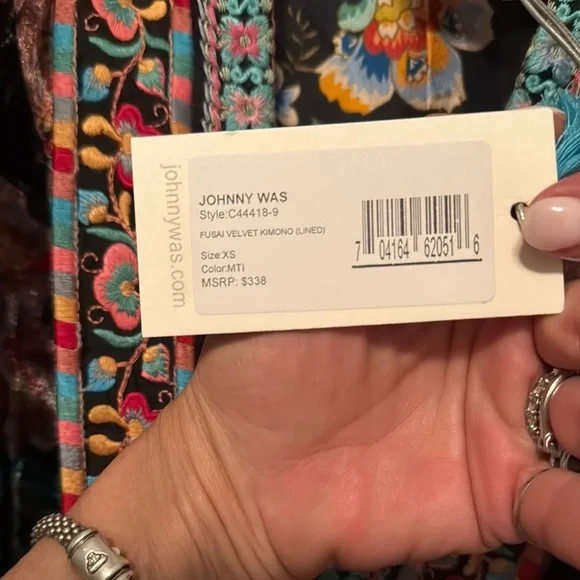 johnnywas.com
JOHNNY WAS
Style:C44418-9
FUSAI VELVET KIMONO (LINED)
Size:XS
Color:MTI
MSRP: $338
7 04164 62051 6